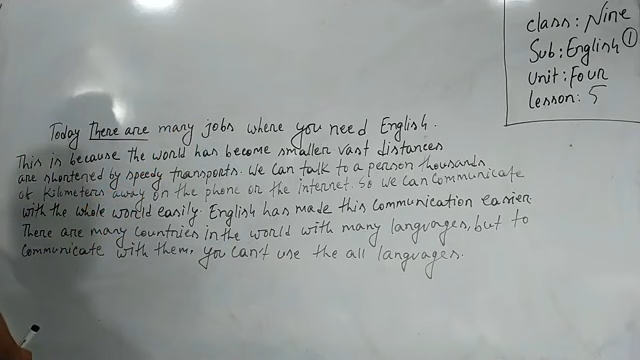 class: Nine
Sub: English 1
Unit: Four
lesson: 5
Today There are many jobs where you need English.
This is because the world has become smaller vast distances
are shortened by speedy transports. We can talk to a person thousands
of kilometers away on the phone or the internet. So we can communicate
with the whole world easily. English has made this communication easier.
There are many countries in the world with many languages, but to
communicate with them, you can't use the all languages.